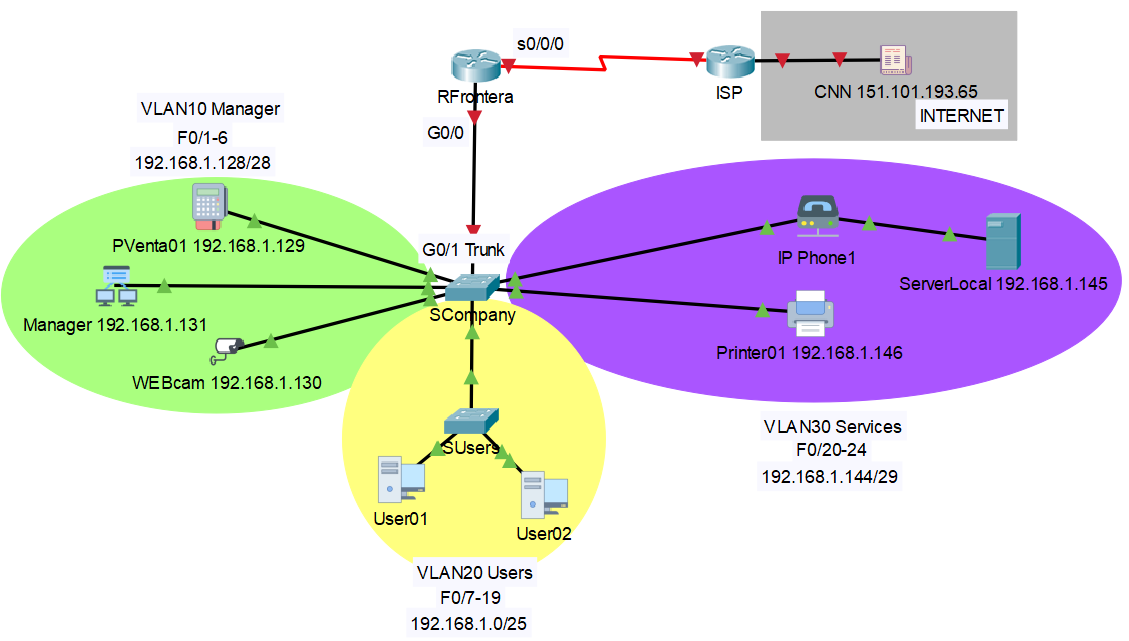 s0/0/0
RFrontera
ISP
CNN 151.101.193.65
INTERNET
G0/0
VLAN10 Manager
F0/1-6
192.168.1.128/28
PVenta01 192.168.1.129
Manager 192.168.1.131
WEBcam 192.168.1.130
G0/1 Trunk
SCompany
IP Phone1
ServerLocal 192.168.1.145
Printer01 192.168.1.146
VLAN30 Services
F0/20-24
192.168.1.144/29
SUsers
User01
User02
VLAN20 Users
F0/7-19
192.168.1.0/25